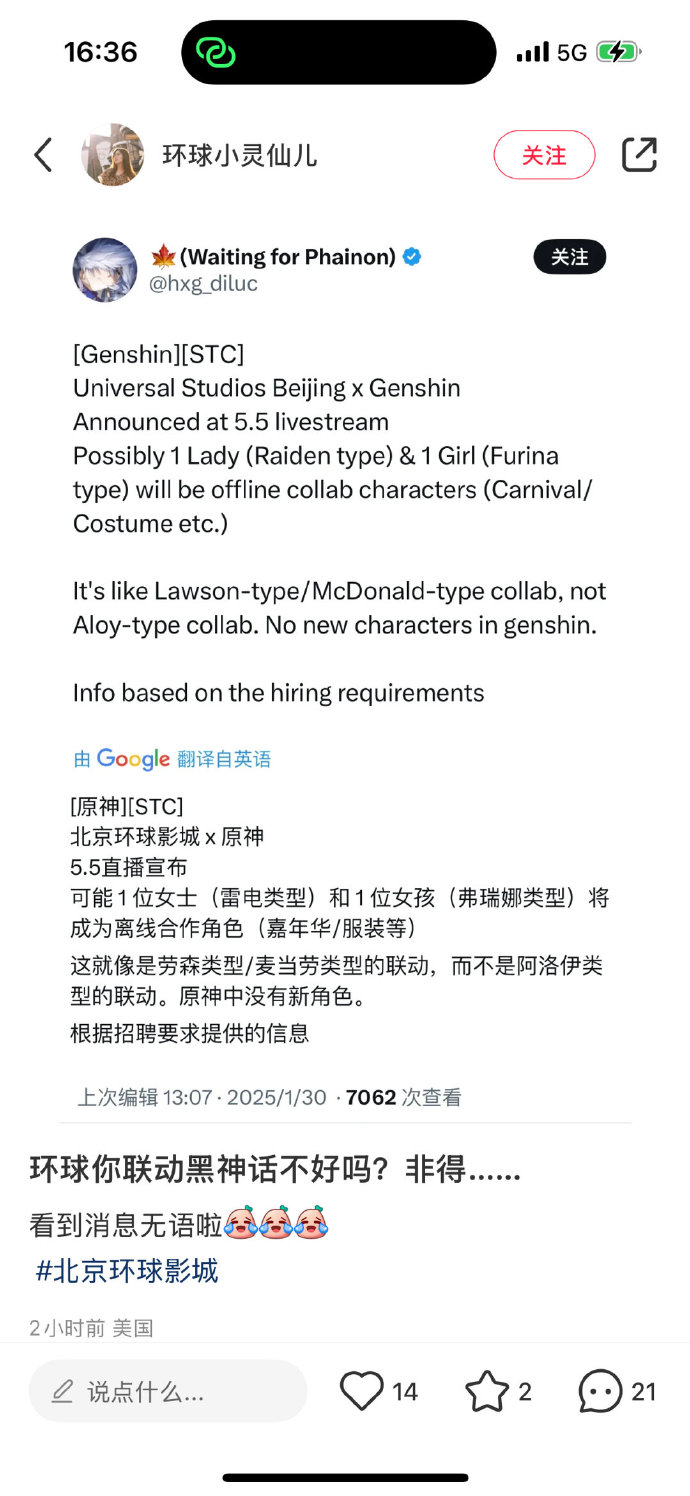 16:36
5G
环球小灵仙儿
关注
🍁(Waiting for Phainon)
关注
@hxg_diluc
[Genshin][STC]
Universal Studios Beijing x Genshin
Announced at 5.5 livestream
Possibly 1 Lady (Raiden type) & 1 Girl (Furina
type) will be offline collab characters (Carnival/
Costume etc.)
It's like Lawson-type/McDonald-type collab, not
Aloy-type collab. No new characters in genshin.
Info based on the hiring requirements
由 Google 翻译自英语
[原神][STC]
北京环球影城 x 原神
5.5直播宣布
可能 1 位女士（雷电类型）和 1 位女孩（弗瑞娜类型）将
成为离线合作角色（嘉年华/服装等）
这就像是劳森类型/麦当劳类型的联动，而不是阿洛伊类
型的联动。原神中没有新角色。
根据招聘要求提供的信息
上次编辑 13:07 · 2025/1/30 · 7062 次查看
环球你联动黑神话不好吗？非得……
看到消息无语啦
#北京环球影城
2小时前 美国
说点什么...
14
2
21